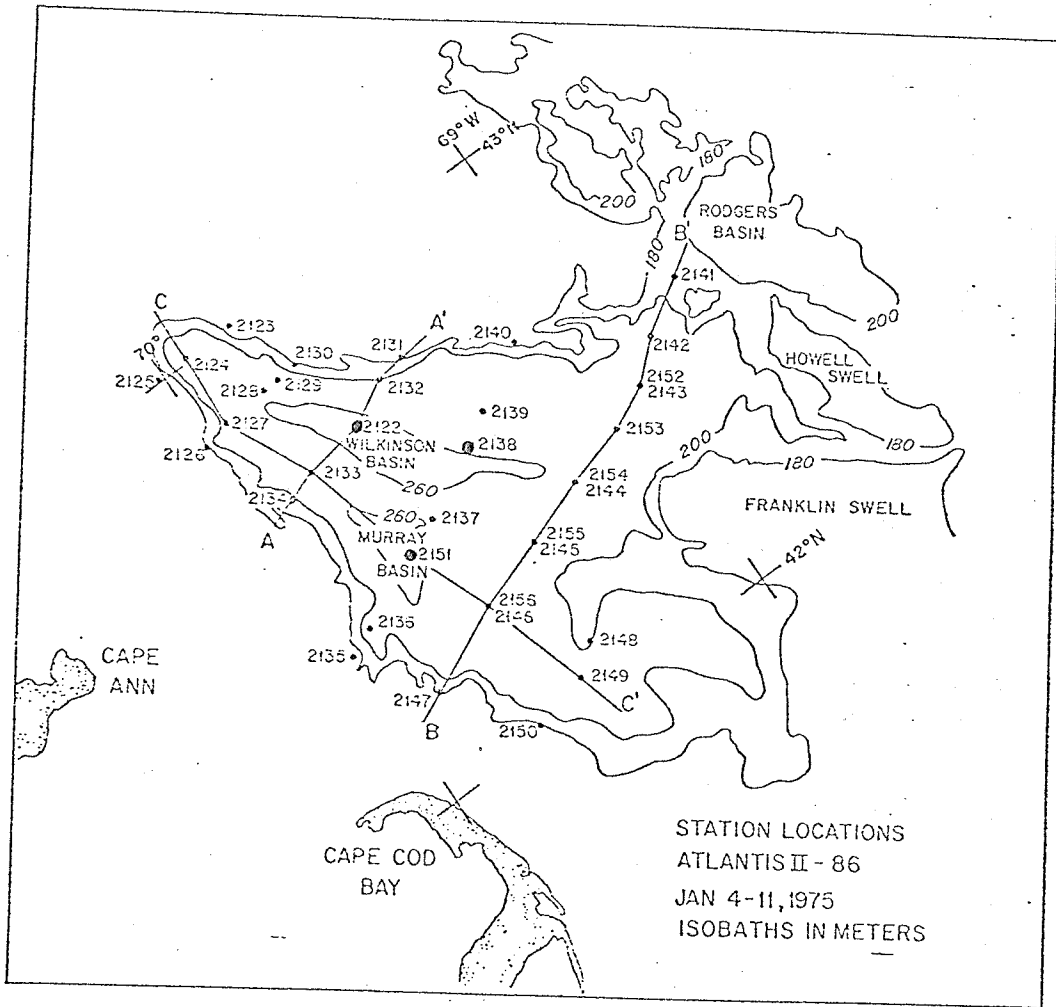 69°W
43°N
180
200
RODGERS
BASIN
B'
180
2141
200
C
2123
A'
2140
2142
70°
2124
2130
2131
HOWELL
SWELL
2125
2128
2129
2132
2152
2143
2139
2127
2122
2153
180
2126
WILKINSON
BASIN
2138
200
180
2133
260
2154
2144
FRANKLIN SWELL
2134
260
2137
A
MURRAY
BASIN
2155
2145
2151
42°N
2156
2146
2136
2148
2135
CAPE
ANN
2149
2147
C'
B
2150
STATION LOCATIONS
ATLANTIS II - 86
JAN 4-11, 1975
ISOBATHS IN METERS
CAPE COD
BAY